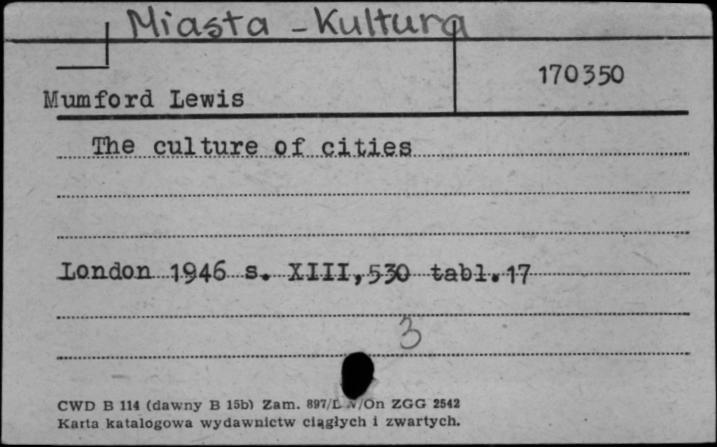 Miasta - Kultura
170350
Mumford Lewis
The culture of cities
London 1946 s. XIII, 530 tabl. 17
3
CWD B 114 (dawny B 15b) Zam. 897/ /On ZGG 2542
Karta katalogowa wydawnictw ciągłych i zwartych.